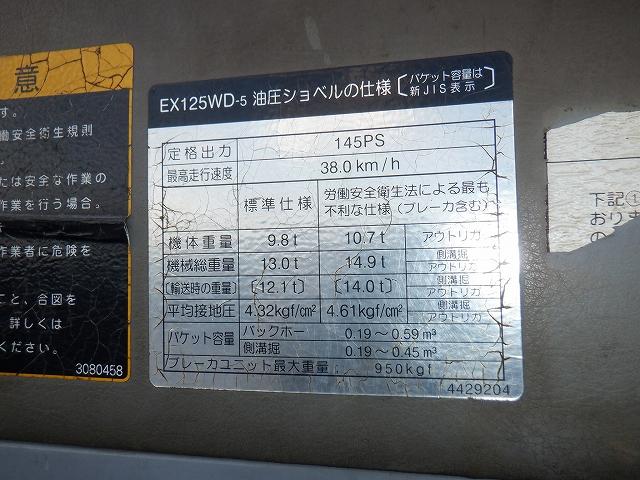 意
す。
働安全衛生規則
たは安全な作業の
作業を行う場合。
作業者に危険を
こと、合図を
詳しくは
ください。
3080458
EX125WD-5 油圧ショベルの仕様〔バケット容量は新JIS表示〕
定格出力 145PS
最高走行速度 38.0 km/h
標準仕様 労働安全衛生法による最も不利な仕様(ブレーカ含む)
機体重量 9.8t 10.7t アウトリカ
機械総重量 13.0t 14.9t 側溝掘 アウトリカ
〔輸送時の重量〕 〔12.1t〕 〔14.0t〕 側溝掘 アウトリカ
平均接地圧 4.32kgf/cm² 4.61kgf/cm² 側溝掘 アウトリカ
バケット容量 バックホー 0.19～0.59m³
側溝掘 0.19～0.45m³
ブレーカユニット最大重量: 950kgf
4429204
下記①
おり
の